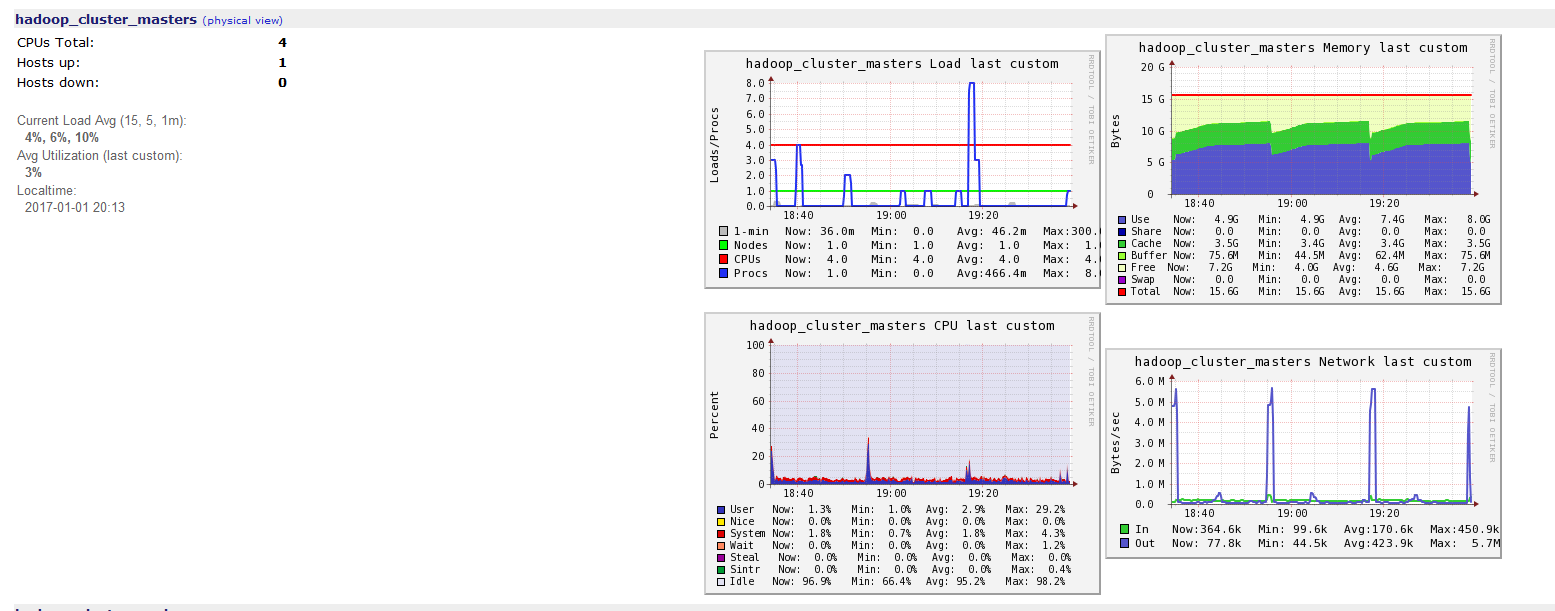 hadoop_cluster_masters (physical view)
CPUs Total: 4
Hosts up: 1
Hosts down: 0
Current Load Avg (15, 5, 1m):
4%, 6%, 10%
Avg Utilization (last custom):
3%
Localtime:
2017-01-01 20:13
hadoop_cluster_masters Load last custom
RRDTOOL / TOBI OETIKER
Loads/Procs
8.0
7.0
6.0
5.0
4.0
3.0
2.0
1.0
0.0
18:40 19:00 19:20
1-min Now: 36.0m Min: 0.0 Avg: 46.2m Max:300.
Nodes Now: 1.0 Min: 1.0 Avg: 1.0 Max: 1.
CPUs Now: 4.0 Min: 4.0 Avg: 4.0 Max: 4.
Procs Now: 1.0 Min: 0.0 Avg:466.4m Max: 8.
hadoop_cluster_masters Memory last custom
RRDTOOL / TOBI OETIKER
Bytes
20 G
15 G
10 G
5 G
0
18:40 19:00 19:20
Use Now: 4.9G Min: 4.9G Avg: 7.4G Max: 8.0G
Share Now: 0.0 Min: 0.0 Avg: 0.0 Max: 0.0
Cache Now: 3.5G Min: 3.4G Avg: 3.4G Max: 3.5G
Buffer Now: 75.6M Min: 44.5M Avg: 62.4M Max: 75.6M
Free Now: 7.2G Min: 4.0G Avg: 4.6G Max: 7.2G
Swap Now: 0.0 Min: 0.0 Avg: 0.0 Max: 0.0
Total Now: 15.6G Min: 15.6G Avg: 15.6G Max: 15.6G
hadoop_cluster_masters CPU last custom
RRDTOOL / TOBI OETIKER
Percent
100
80
60
40
20
0
18:40 19:00 19:20
User Now: 1.3% Min: 1.0% Avg: 2.9% Max: 29.2%
Nice Now: 0.0% Min: 0.0% Avg: 0.0% Max: 0.0%
System Now: 1.8% Min: 0.7% Avg: 1.8% Max: 4.3%
Wait Now: 0.0% Min: 0.0% Avg: 0.0% Max: 1.2%
Steal Now: 0.0% Min: 0.0% Avg: 0.0% Max: 0.0%
Sintr Now: 0.0% Min: 0.0% Avg: 0.0% Max: 0.4%
Idle Now: 96.9% Min: 66.4% Avg: 95.2% Max: 98.2%
hadoop_cluster_masters Network last custom
RRDTOOL / TOBI OETIKER
Bytes/sec
6.0 M
5.0 M
4.0 M
3.0 M
2.0 M
1.0 M
0.0
18:40 19:00 19:20
In Now:364.6k Min: 99.6k Avg:170.6k Max:450.9k
Out Now: 77.8k Min: 44.5k Avg:423.9k Max: 5.7M